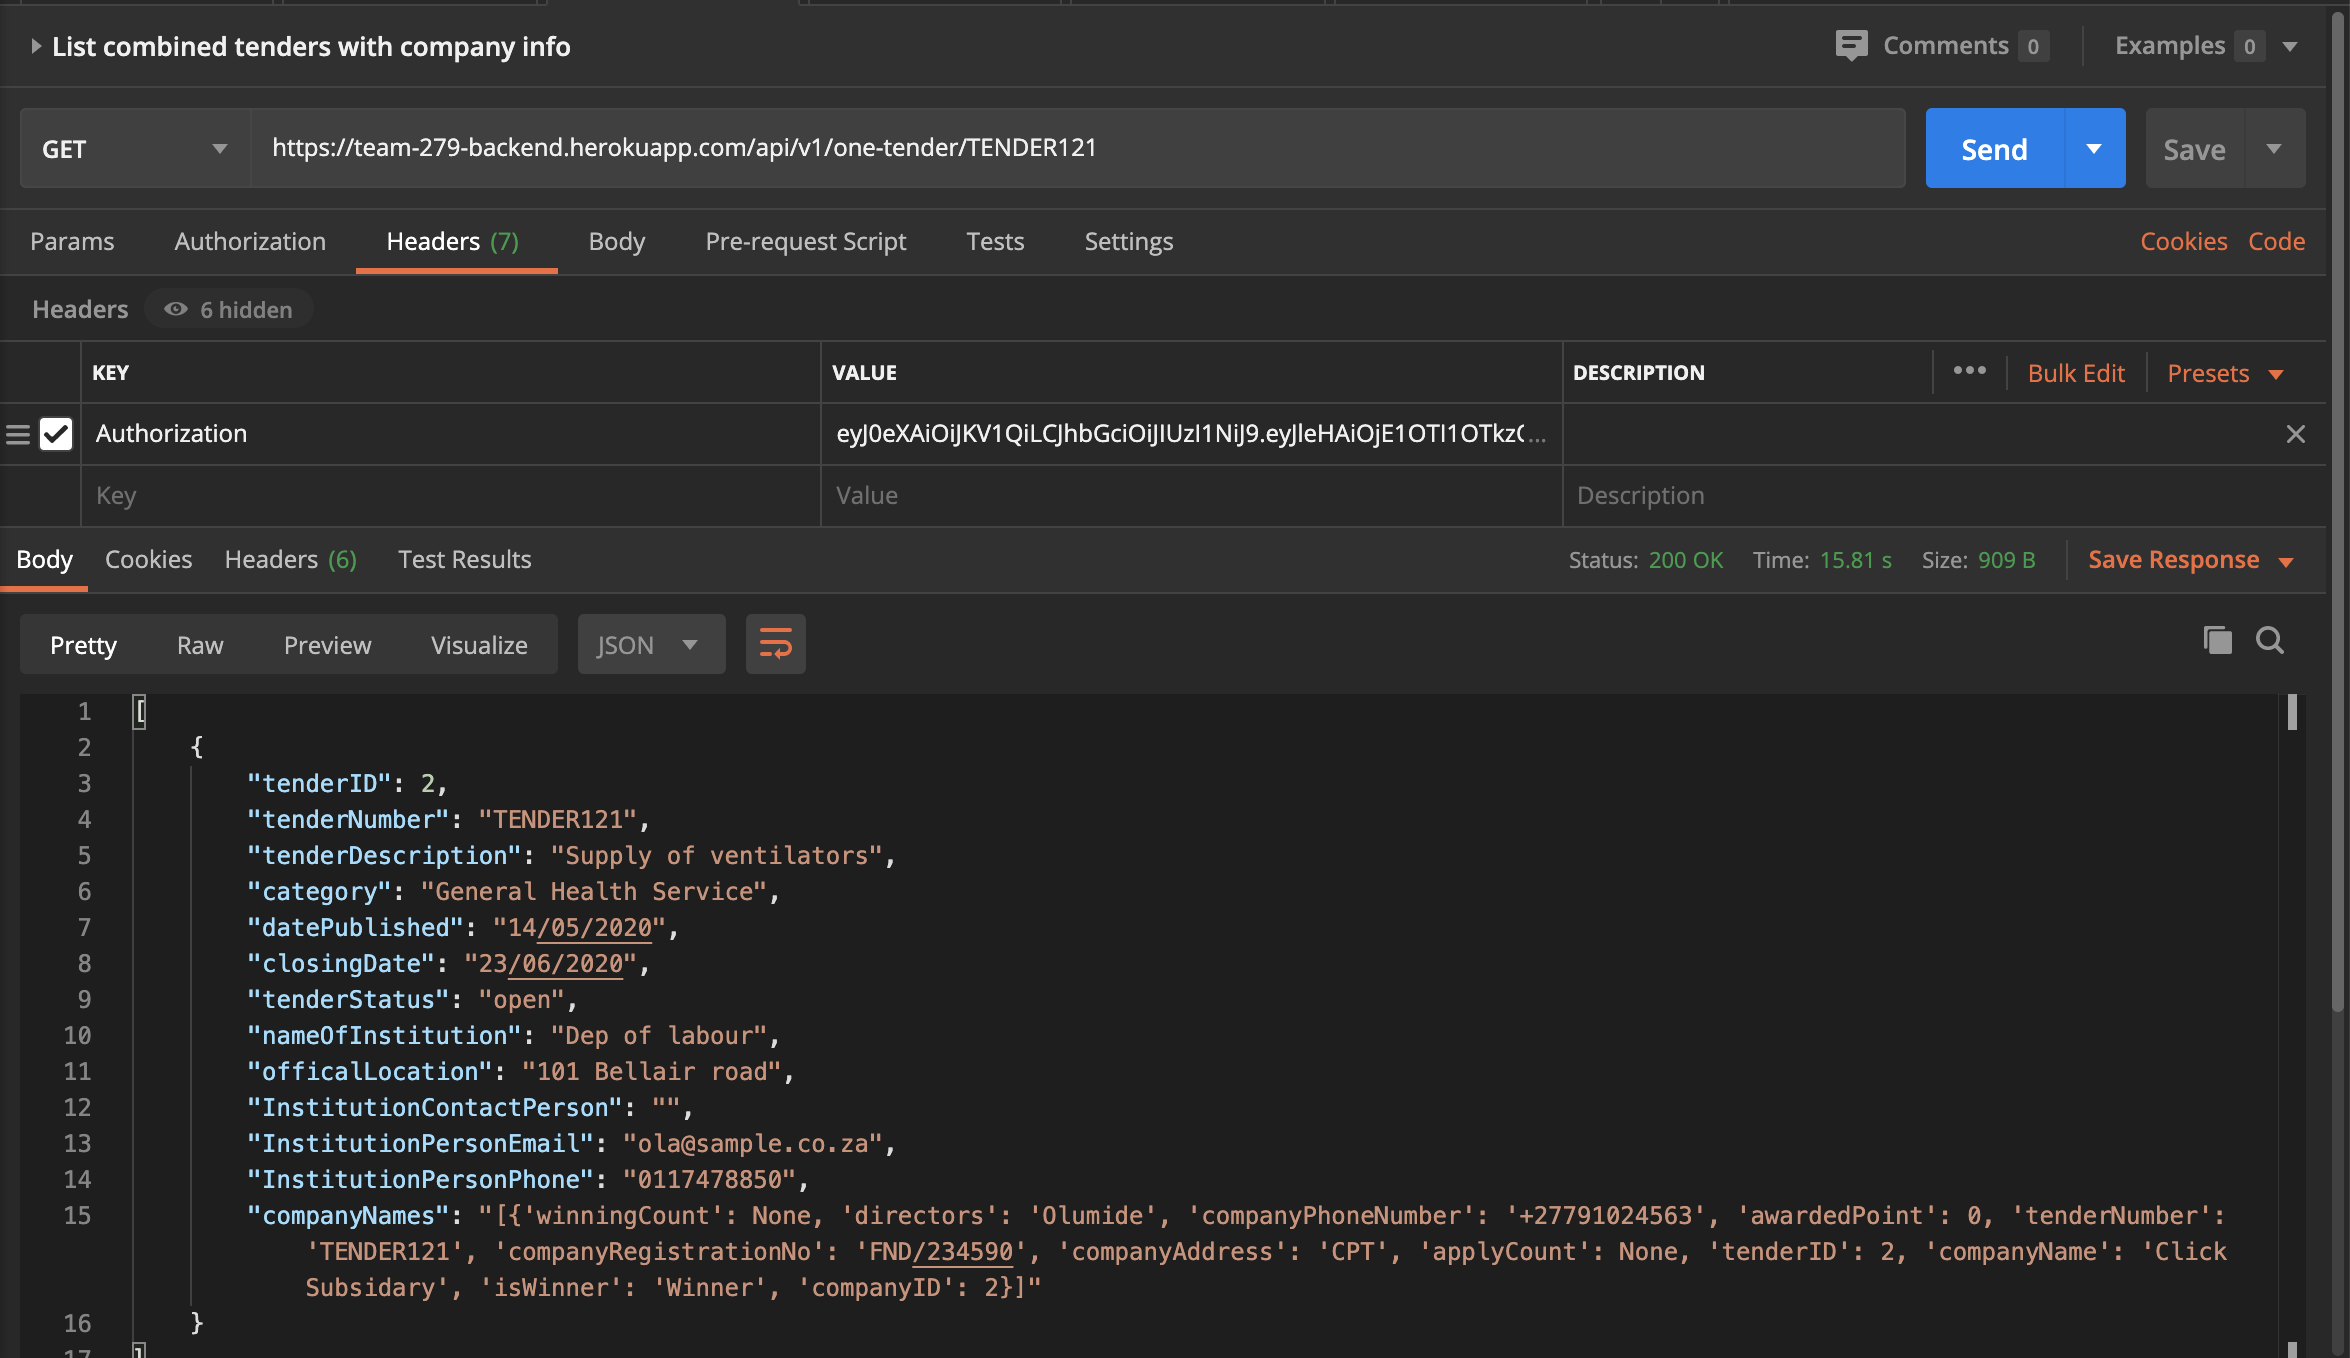 List combined tenders with company info
Comments 0
Examples 0
GET
https://team-279-backend.herokuapp.com/api/v1/one-tender/TENDER121
Send
Save
Params
Authorization
Headers (7)
Body
Pre-request Script
Tests
Settings
Cookies
Code
Headers
6 hidden
KEY
VALUE
DESCRIPTION
Bulk Edit
Presets
Authorization
eyJ0eXAiOiJKV1QiLCJhbGciOiJIUzI1NiJ9.eyJleHAiOjE1OTI1OTkzO...
Key
Value
Description
Body
Cookies
Headers (6)
Test Results
Status: 200 OK
Time: 15.81 s
Size: 909 B
Save Response
Pretty
Raw
Preview
Visualize
JSON
1 [
2 {
3 "tenderID": 2,
4 "tenderNumber": "TENDER121",
5 "tenderDescription": "Supply of ventilators",
6 "category": "General Health Service",
7 "datePublished": "14/05/2020",
8 "closingDate": "23/06/2020",
9 "tenderStatus": "open",
10 "nameOfInstitution": "Dep of labour",
11 "officalLocation": "101 Bellair road",
12 "InstitutionContactPerson": "",
13 "InstitutionPersonEmail": "ola@sample.co.za",
14 "InstitutionPersonPhone": "0117478850",
15 "companyNames": "[{'winningCount': None, 'directors': 'Olumide', 'companyPhoneNumber': '+27791024563', 'awardedPoint': 0, 'tenderNumber':
'TENDER121', 'companyRegistrationNo': 'FND/234590', 'companyAddress': 'CPT', 'applyCount': None, 'tenderID': 2, 'companyName': 'Click
Subsidary', 'isWinner': 'Winner', 'companyID': 2}]"
16 }
17 ]